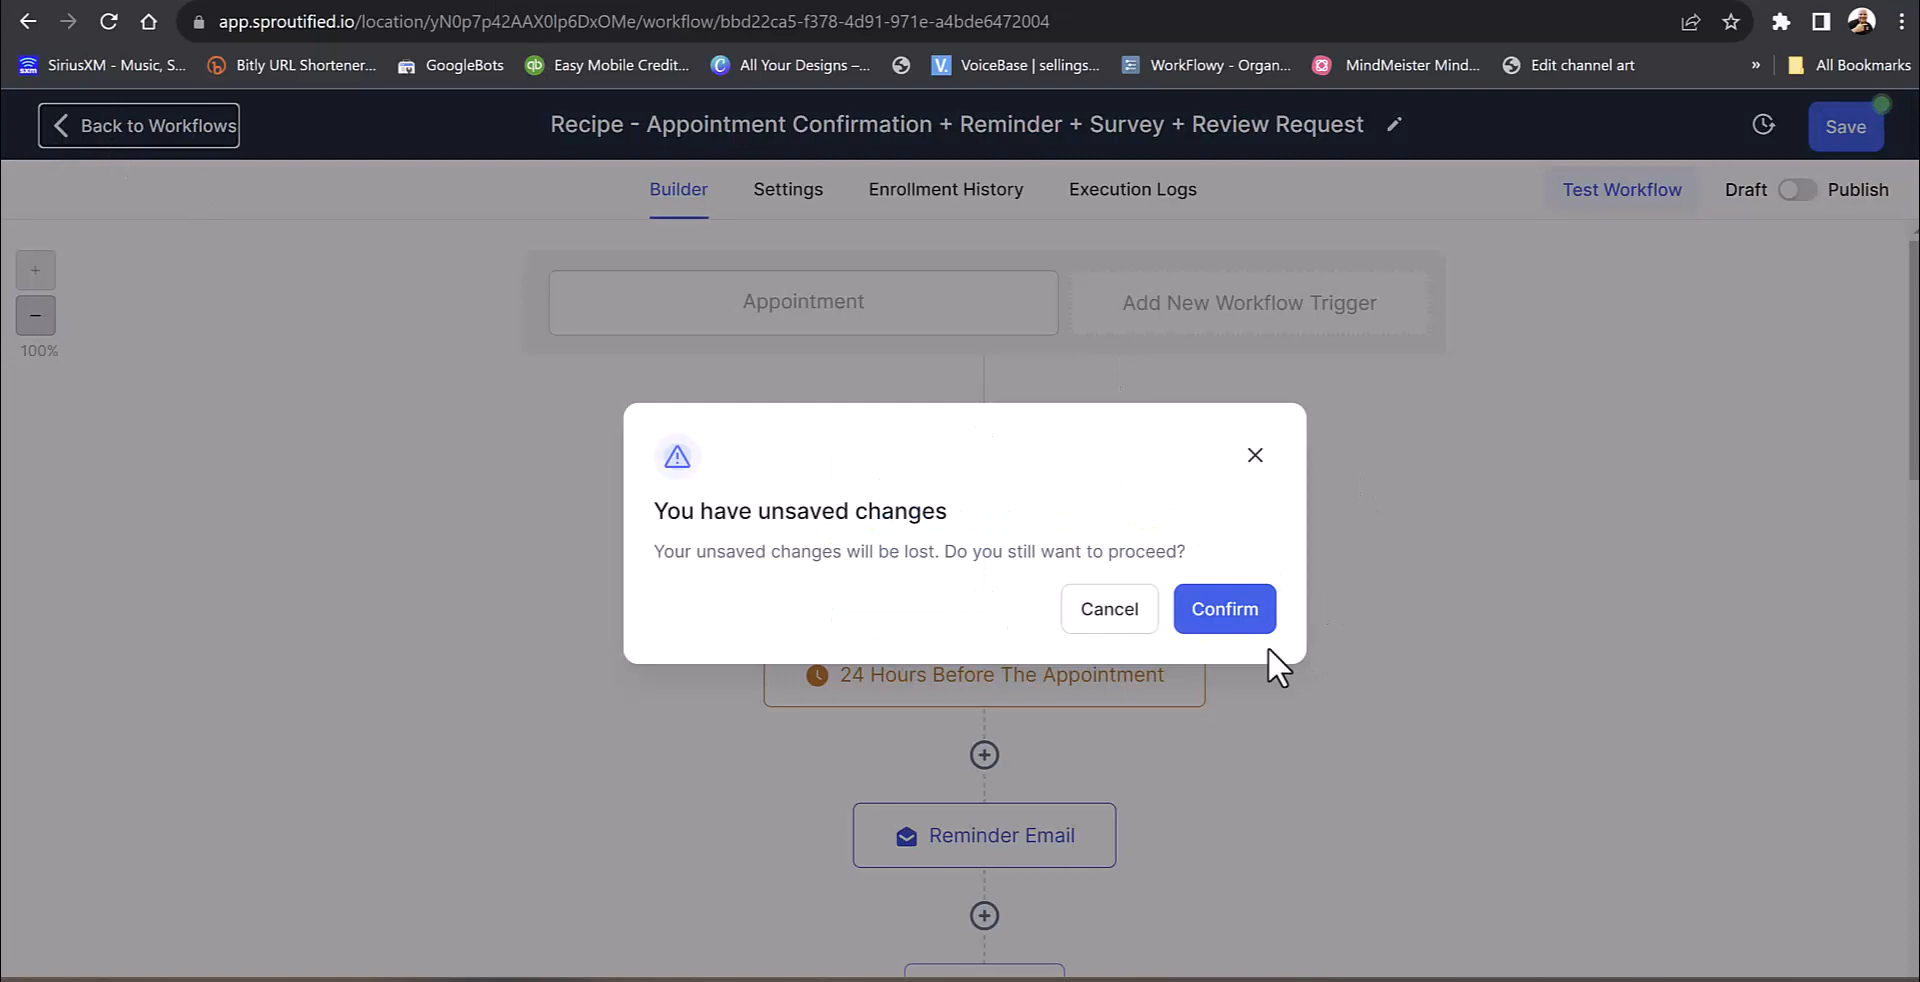 app.sproutified.io/location/yN0p7p42AAX0lp6DxOMe/workflow/bbd22ca5-f378-4d91-971e-a4bde6472004
SiriusXM - Music, S... Bitly URL Shortener... GoogleBots Easy Mobile Credit... All Your Designs –... VoiceBase | sellings... WorkFlowy - Organ... MindMeister Mind... Edit channel art » All Bookmarks
Back to Workflows Recipe - Appointment Confirmation + Reminder + Survey + Review Request Save
Builder Settings Enrollment History Execution Logs Test Workflow Draft Publish
Appointment Add New Workflow Trigger
100%
You have unsaved changes
Your unsaved changes will be lost. Do you still want to proceed?
Cancel Confirm
24 Hours Before The Appointment
Reminder Email